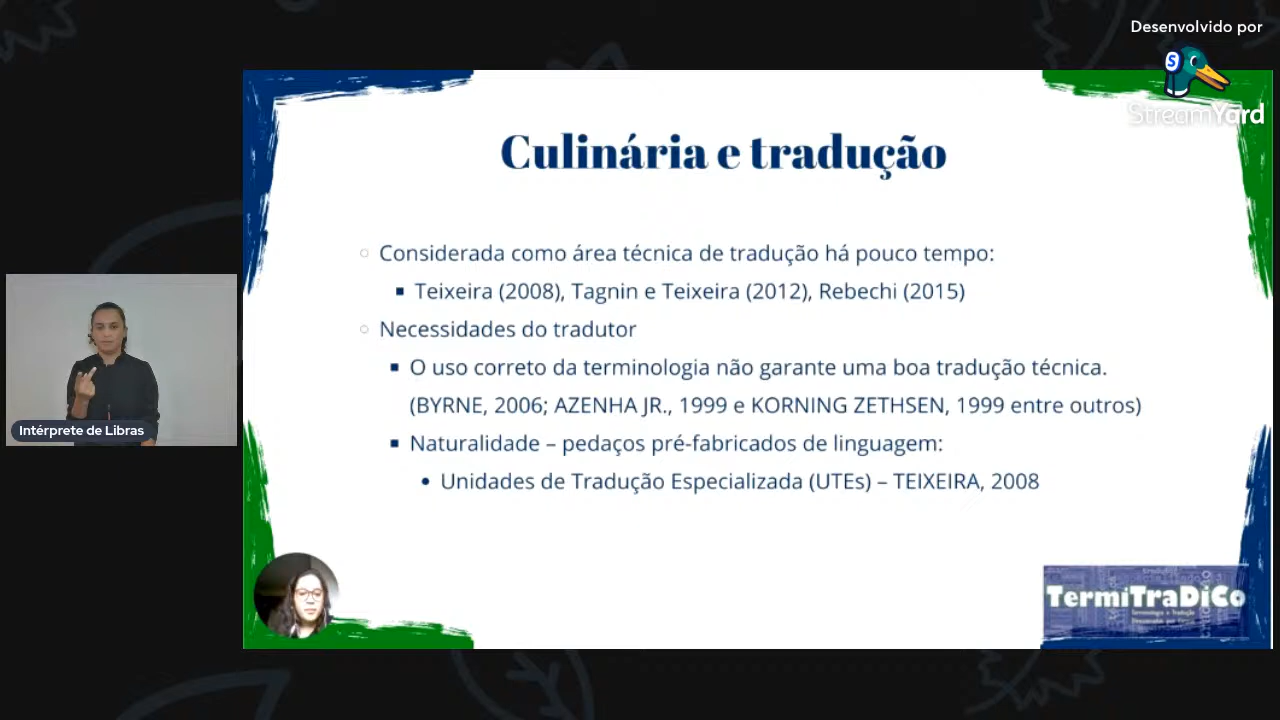 Desenvolvido por
StreamYard
Culinária e tradução
Considerada como área técnica de tradução há pouco tempo:
Teixeira (2008), Tagnin e Teixeira (2012), Rebechi (2015)
Necessidades do tradutor
O uso correto da terminologia não garante uma boa tradução técnica.
(BYRNE, 2006; AZENHA JR., 1999 e KORNING ZETHSEN, 1999 entre outros)
Naturalidade – pedaços pré-fabricados de linguagem:
Unidades de Tradução Especializada (UTEs) – TEIXEIRA, 2008
Intérprete de Libras
TermiTraDiCo